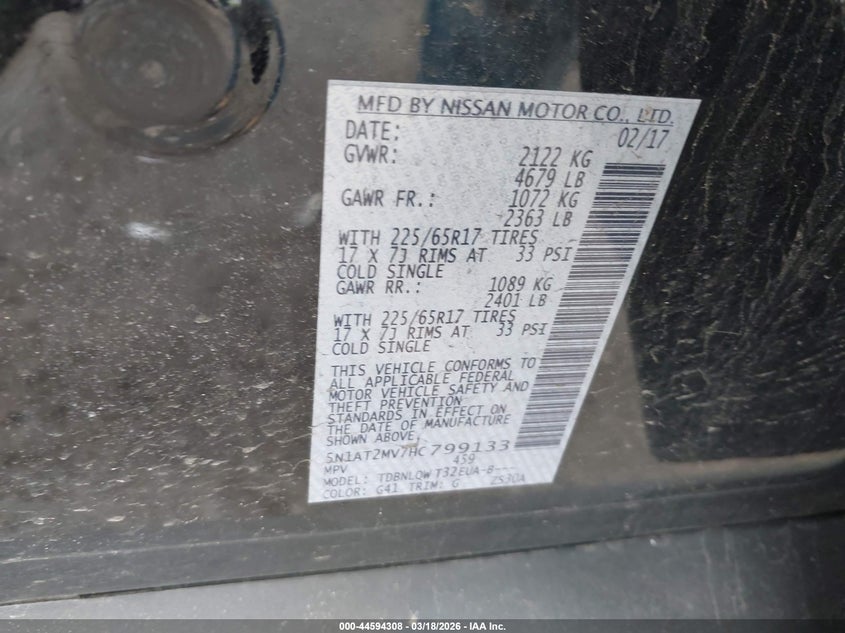 MFD BY NISSAN MOTOR CO., LTD.
DATE: 02/17
GVWR: 2122 KG
4679 LB
GAWR FR.: 1072 KG
2363 LB
WITH 225/65R17 TIRES
17 X 7J RIMS AT 33 PSI
COLD SINGLE
GAWR RR.: 1089 KG
2401 LB
WITH 225/65R17 TIRES
17 X 7J RIMS AT 33 PSI
COLD SINGLE
THIS VEHICLE CONFORMS TO
ALL APPLICABLE FEDERAL
MOTOR VEHICLE SAFETY AND
THEFT PREVENTION
STANDARDS IN EFFECT ON
THE DATE OF MANUFACTURE
SHOWN ABOVE.
5N1AT2MV7HC799133
MPV 459
MODEL: TDBNLQW T32EUA-B---
COLOR: G41 TRIM: G ZS30A
000-44594308 - 03/18/2026 - IAA Inc.